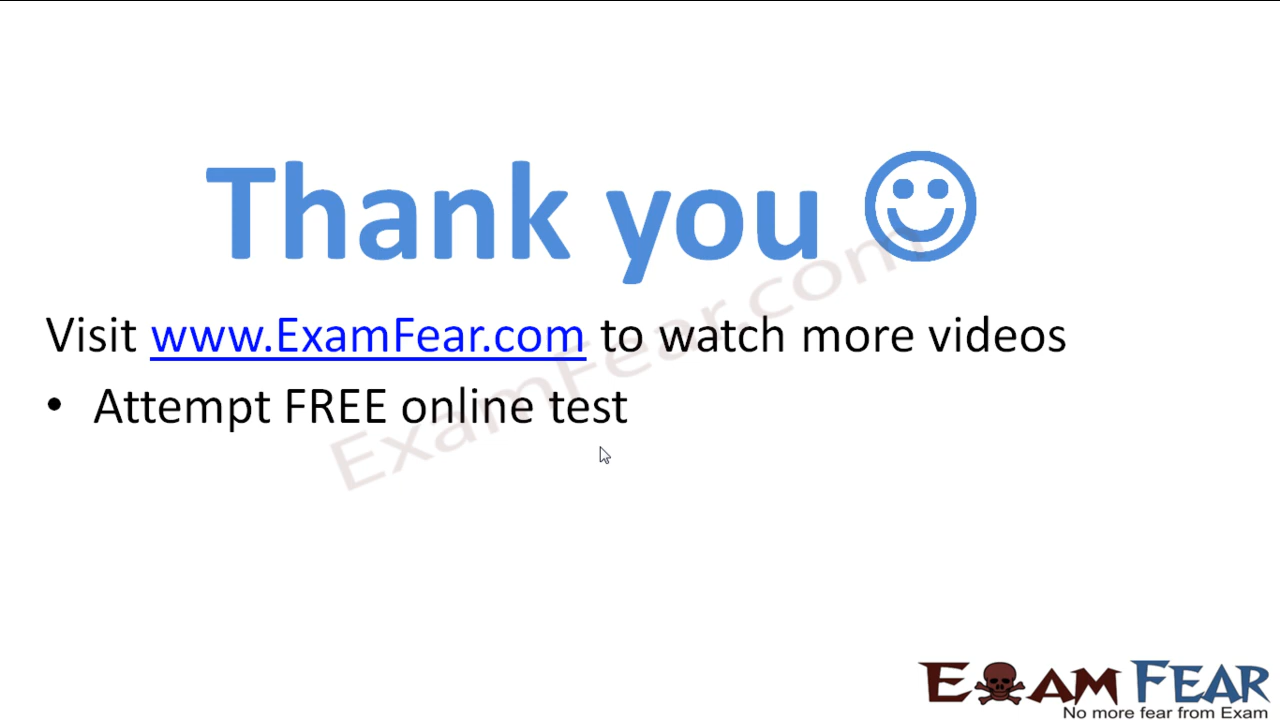 Thank you
Visit www.ExamFear.com to watch more videos
• Attempt FREE online test
ExamFear.com
EXAM FEAR
No more fear from Exam